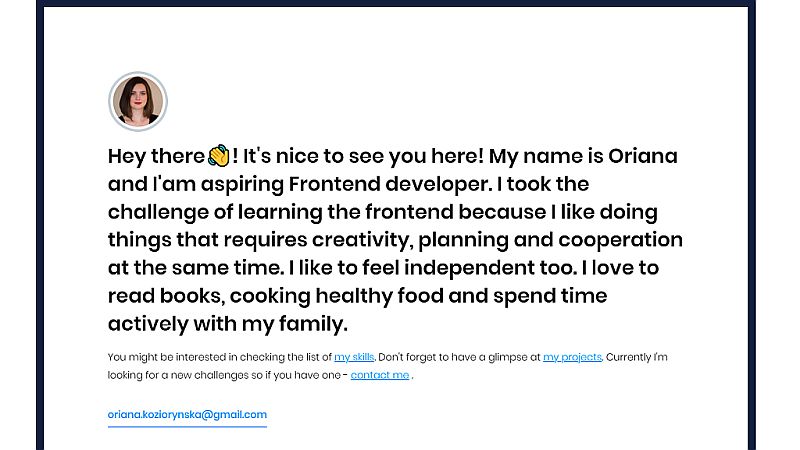 Hey there👋! It's nice to see you here! My name is Oriana
and I'am aspiring Frontend developer. I took the
challenge of learning the frontend because I like doing
things that requires creativity, planning and cooperation
at the same time. I like to feel independent too. I love to
read books, cooking healthy food and spend time
actively with my family.
You might be interested in checking the list of my skills. Don't forget to have a glimpse at my projects. Currently I'm
looking for a new challenges so if you have one - contact me .
oriana.koziorynska@gmail.com